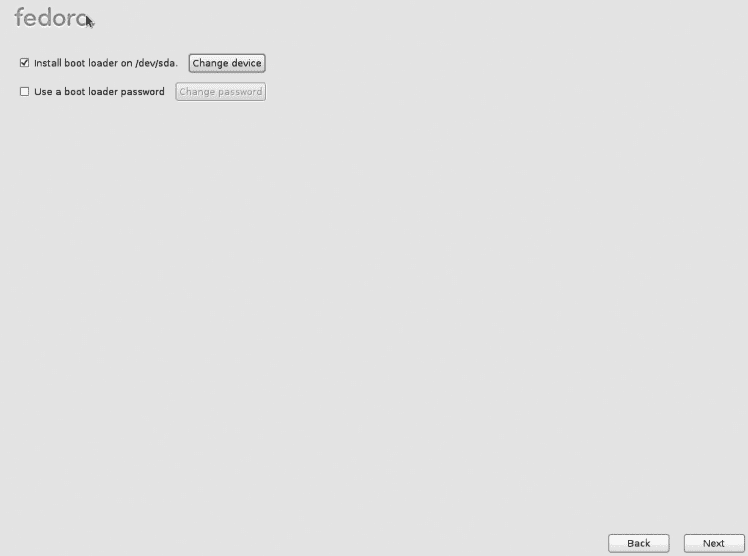 fedora
Install boot loader on /dev/sda. Change device
Use a boot loader password Change password
Back Next